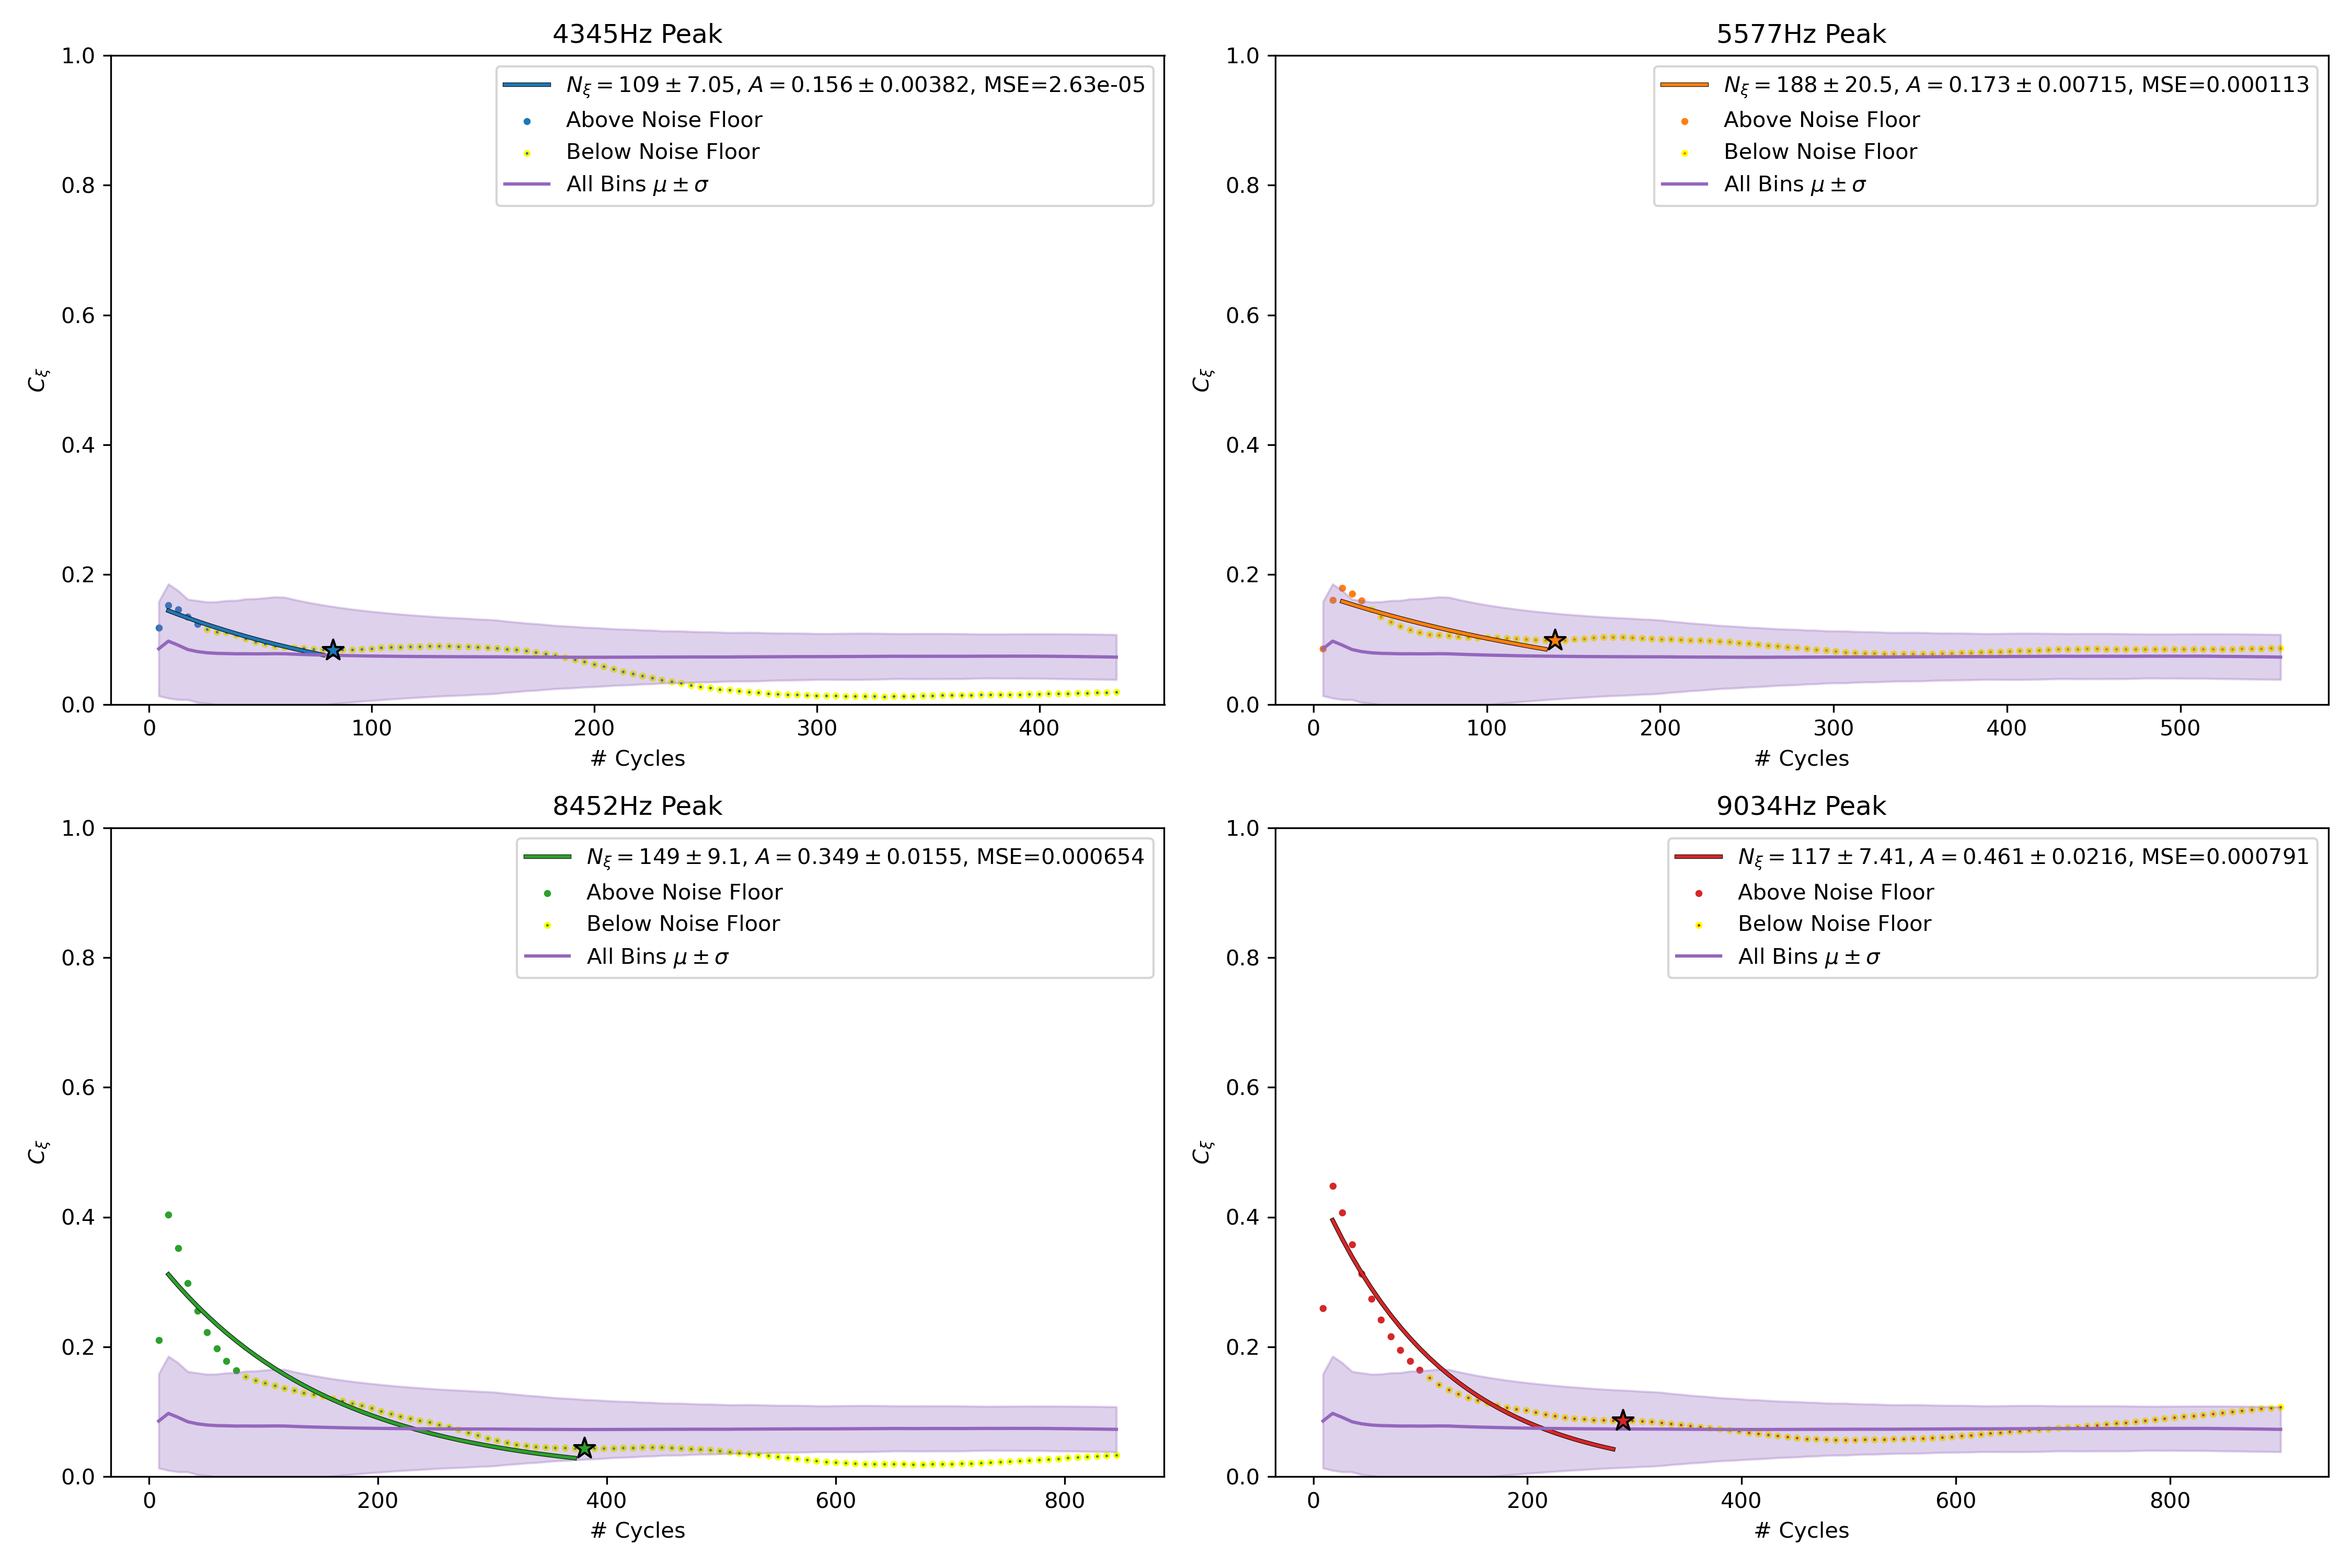 4345Hz Peak
1.0
0.8
0.6
0.4
0.2
0.0
C_ξ
N_ξ = 109 ± 7.05, A = 0.156 ± 0.00382, MSE=2.63e-05
Above Noise Floor
Below Noise Floor
All Bins μ ± σ
0 100 200 300 400
# Cycles
5577Hz Peak
1.0
0.8
0.6
0.4
0.2
0.0
C_ξ
N_ξ = 188 ± 20.5, A = 0.173 ± 0.00715, MSE=0.000113
Above Noise Floor
Below Noise Floor
All Bins μ ± σ
0 100 200 300 400 500
# Cycles
8452Hz Peak
1.0
0.8
0.6
0.4
0.2
0.0
C_ξ
N_ξ = 149 ± 9.1, A = 0.349 ± 0.0155, MSE=0.000654
Above Noise Floor
Below Noise Floor
All Bins μ ± σ
0 200 400 600 800
# Cycles
9034Hz Peak
1.0
0.8
0.6
0.4
0.2
0.0
C_ξ
N_ξ = 117 ± 7.41, A = 0.461 ± 0.0216, MSE=0.000791
Above Noise Floor
Below Noise Floor
All Bins μ ± σ
0 200 400 600 800
# Cycles